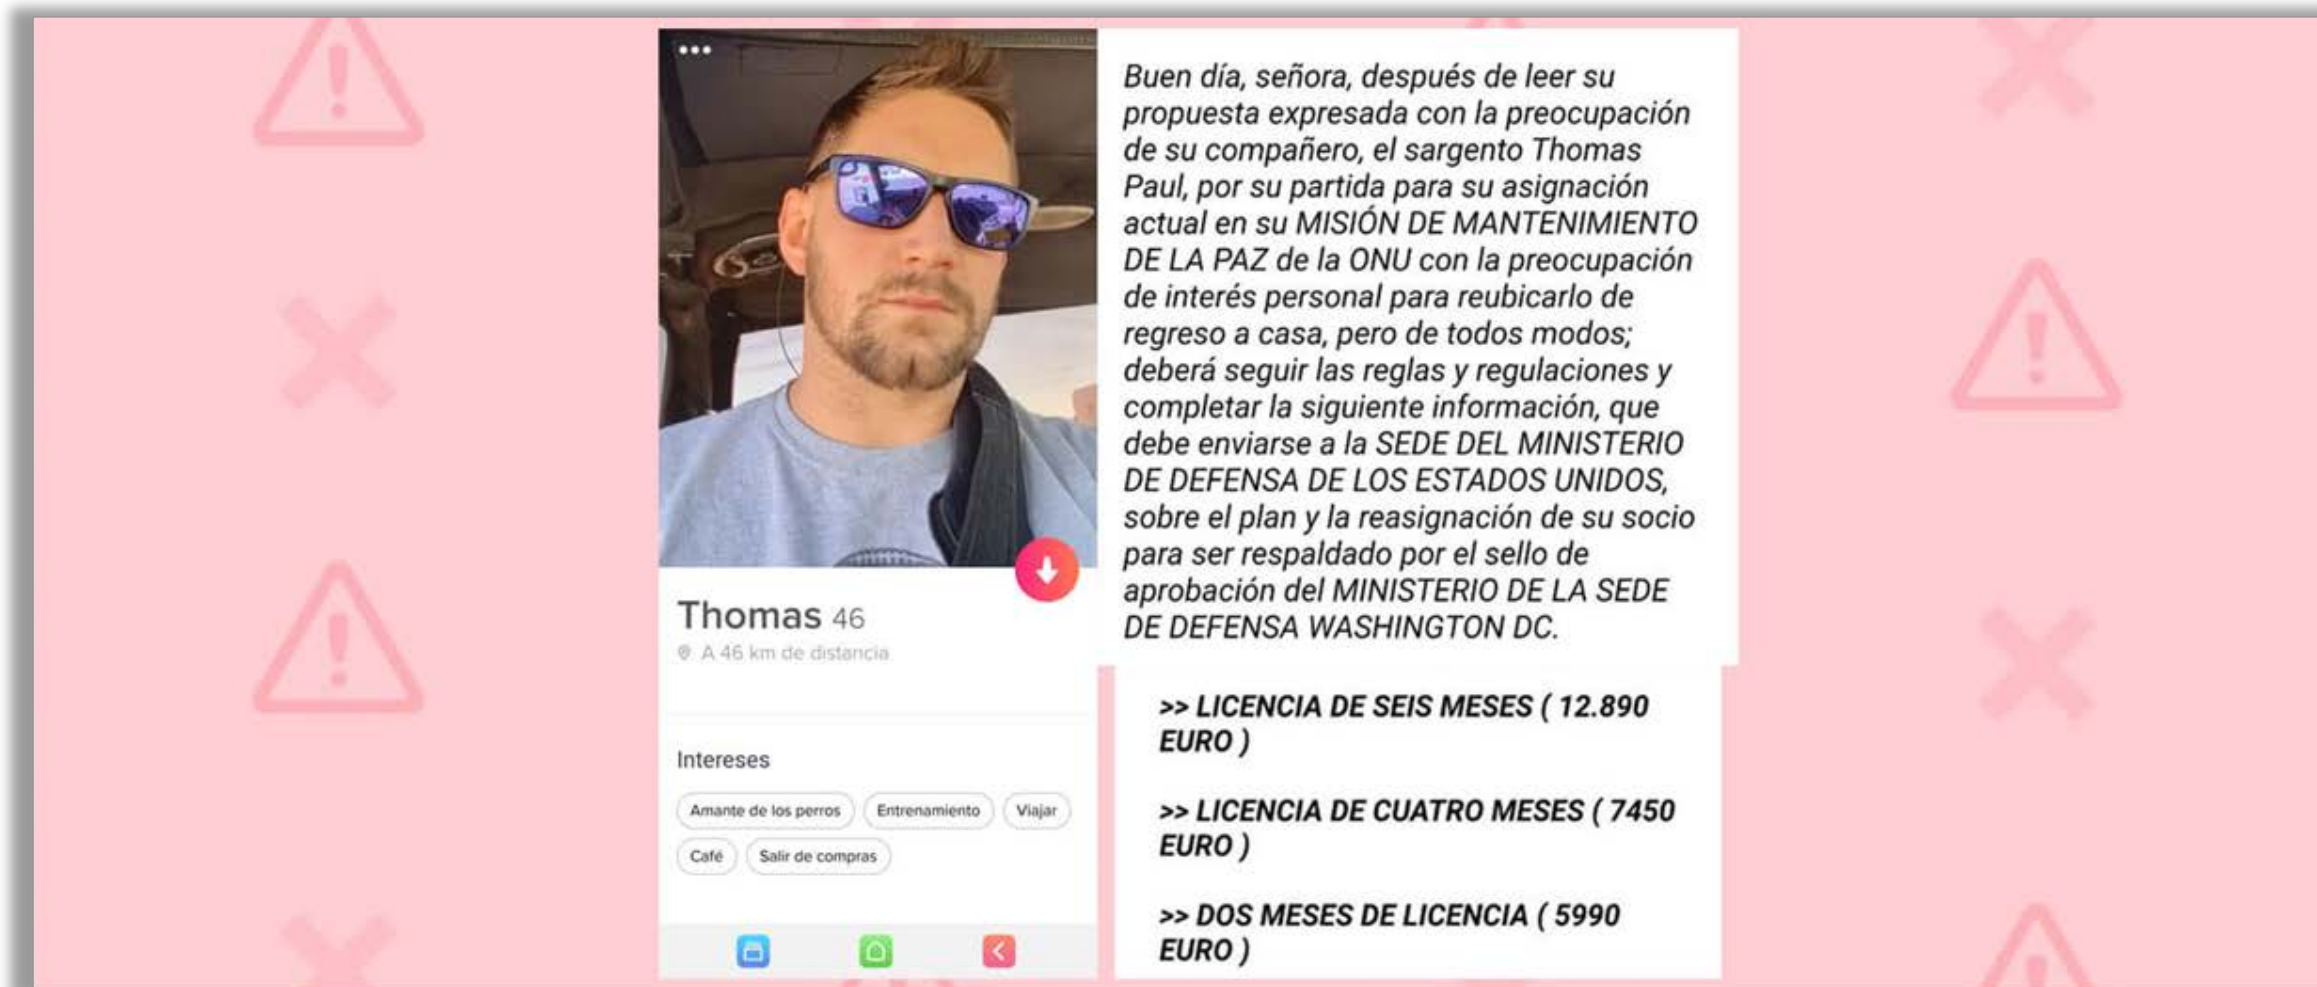 Thomas 46
A 46 km de distancia
Intereses
Amante de los perros Entrenamiento Viajar
Café Salir de compras
Buen día, señora, después de leer su
propuesta expresada con la preocupación
de su compañero, el sargento Thomas
Paul, por su partida para su asignación
actual en su MISIÓN DE MANTENIMIENTO
DE LA PAZ de la ONU con la preocupación
de interés personal para reubicarlo de
regreso a casa, pero de todos modos;
deberá seguir las reglas y regulaciones y
completar la siguiente información, que
debe enviarse a la SEDE DEL MINISTERIO
DE DEFENSA DE LOS ESTADOS UNIDOS,
sobre el plan y la reasignación de su socio
para ser respaldado por el sello de
aprobación del MINISTERIO DE LA SEDE
DE DEFENSA WASHINGTON DC.
>> LICENCIA DE SEIS MESES ( 12.890
EURO )
>> LICENCIA DE CUATRO MESES ( 7450
EURO )
>> DOS MESES DE LICENCIA ( 5990
EURO )